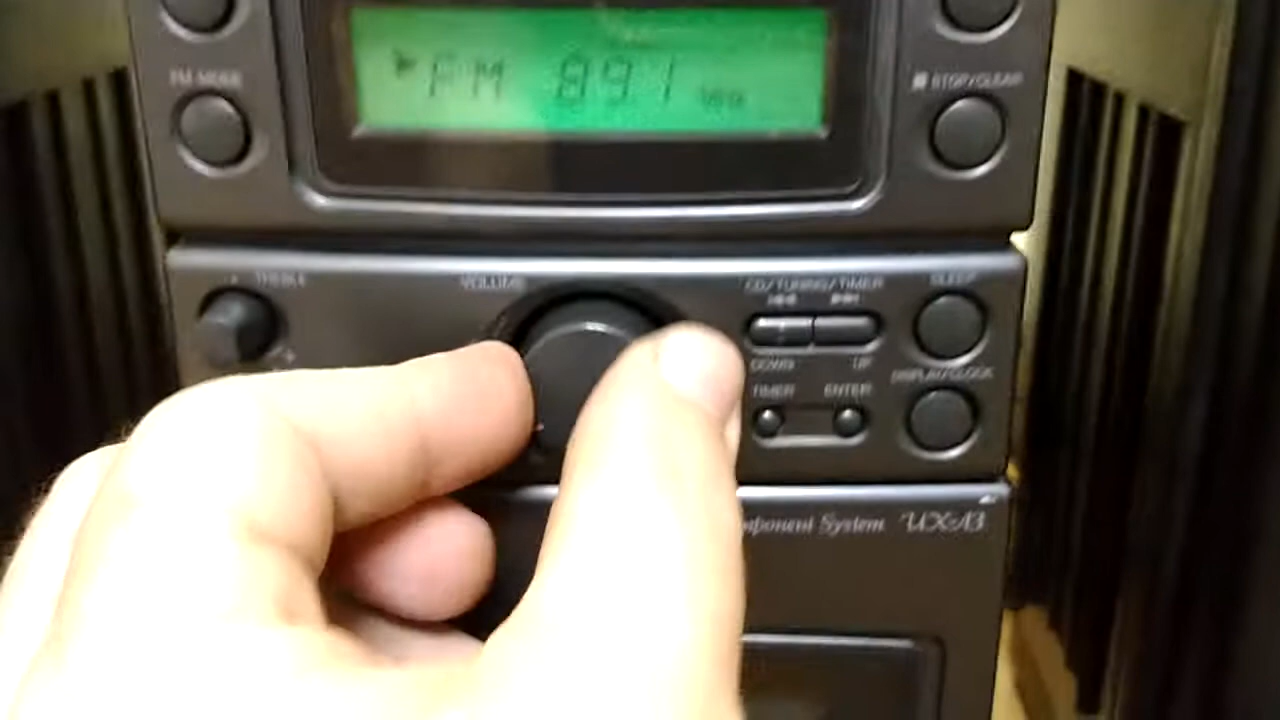 FM MODE
▶ FM 89.1 MHz
■ STOP/CLEAR
TREBLE
VOLUME
CD/TUNING/TIMER
SLEEP
DOWN
UP
DISPLAY/CLOCK
TIMER
ENTER
mponent System UX-A3